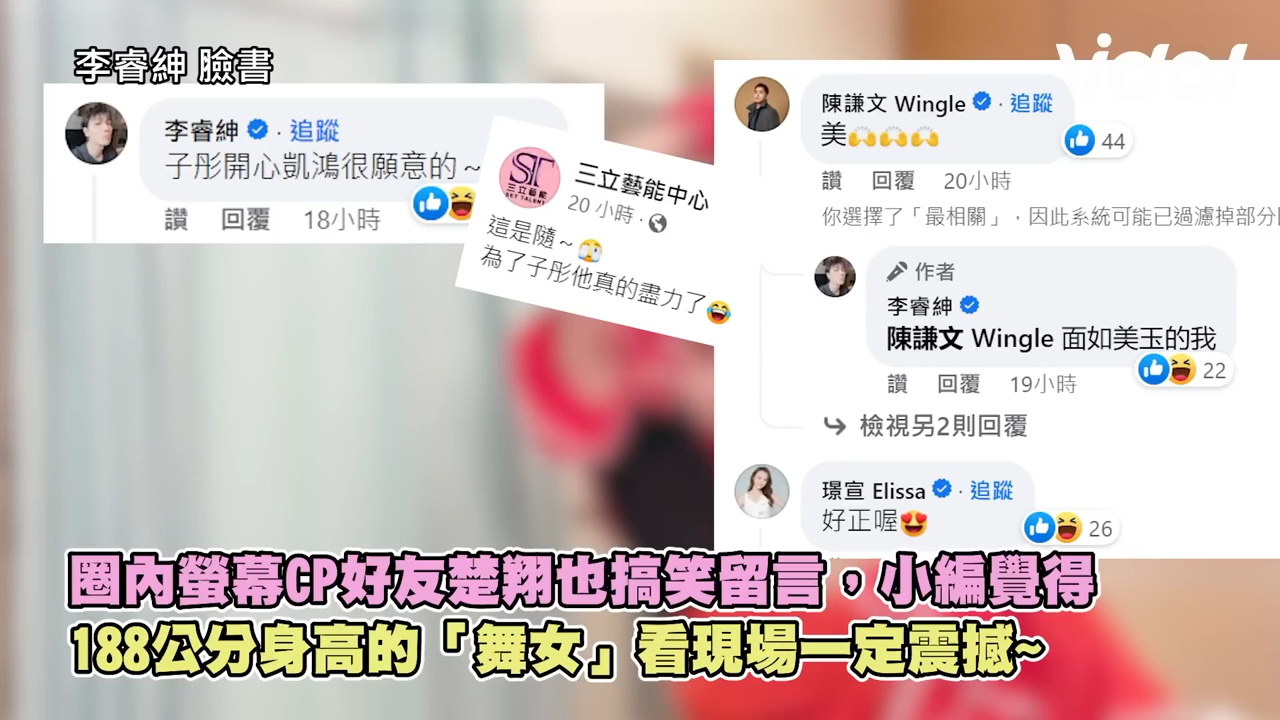 李睿紳 臉書
Vidol
李睿紳 · 追蹤
子彤開心凱鴻很願意的~
讚 回覆 18小時
ST
三立藝能
SET TALENT
三立藝能中心
20 小時 ·
這是隨~🫣
為了子彤他真的盡力了😂
陳謙文 Wingle · 追蹤
美🙌🙌🙌
44
讚 回覆 20小時
你選擇了「最相關」，因此系統可能已過濾掉部分
作者
李睿紳
陳謙文 Wingle 面如美玉的我
22
讚 回覆 19小時
檢視另2則回覆
璟宣 Elissa · 追蹤
好正喔😍
26
圈內螢幕CP好友楚翔也搞笑留言，小編覺得
188公分身高的「舞女」看現場一定震撼~